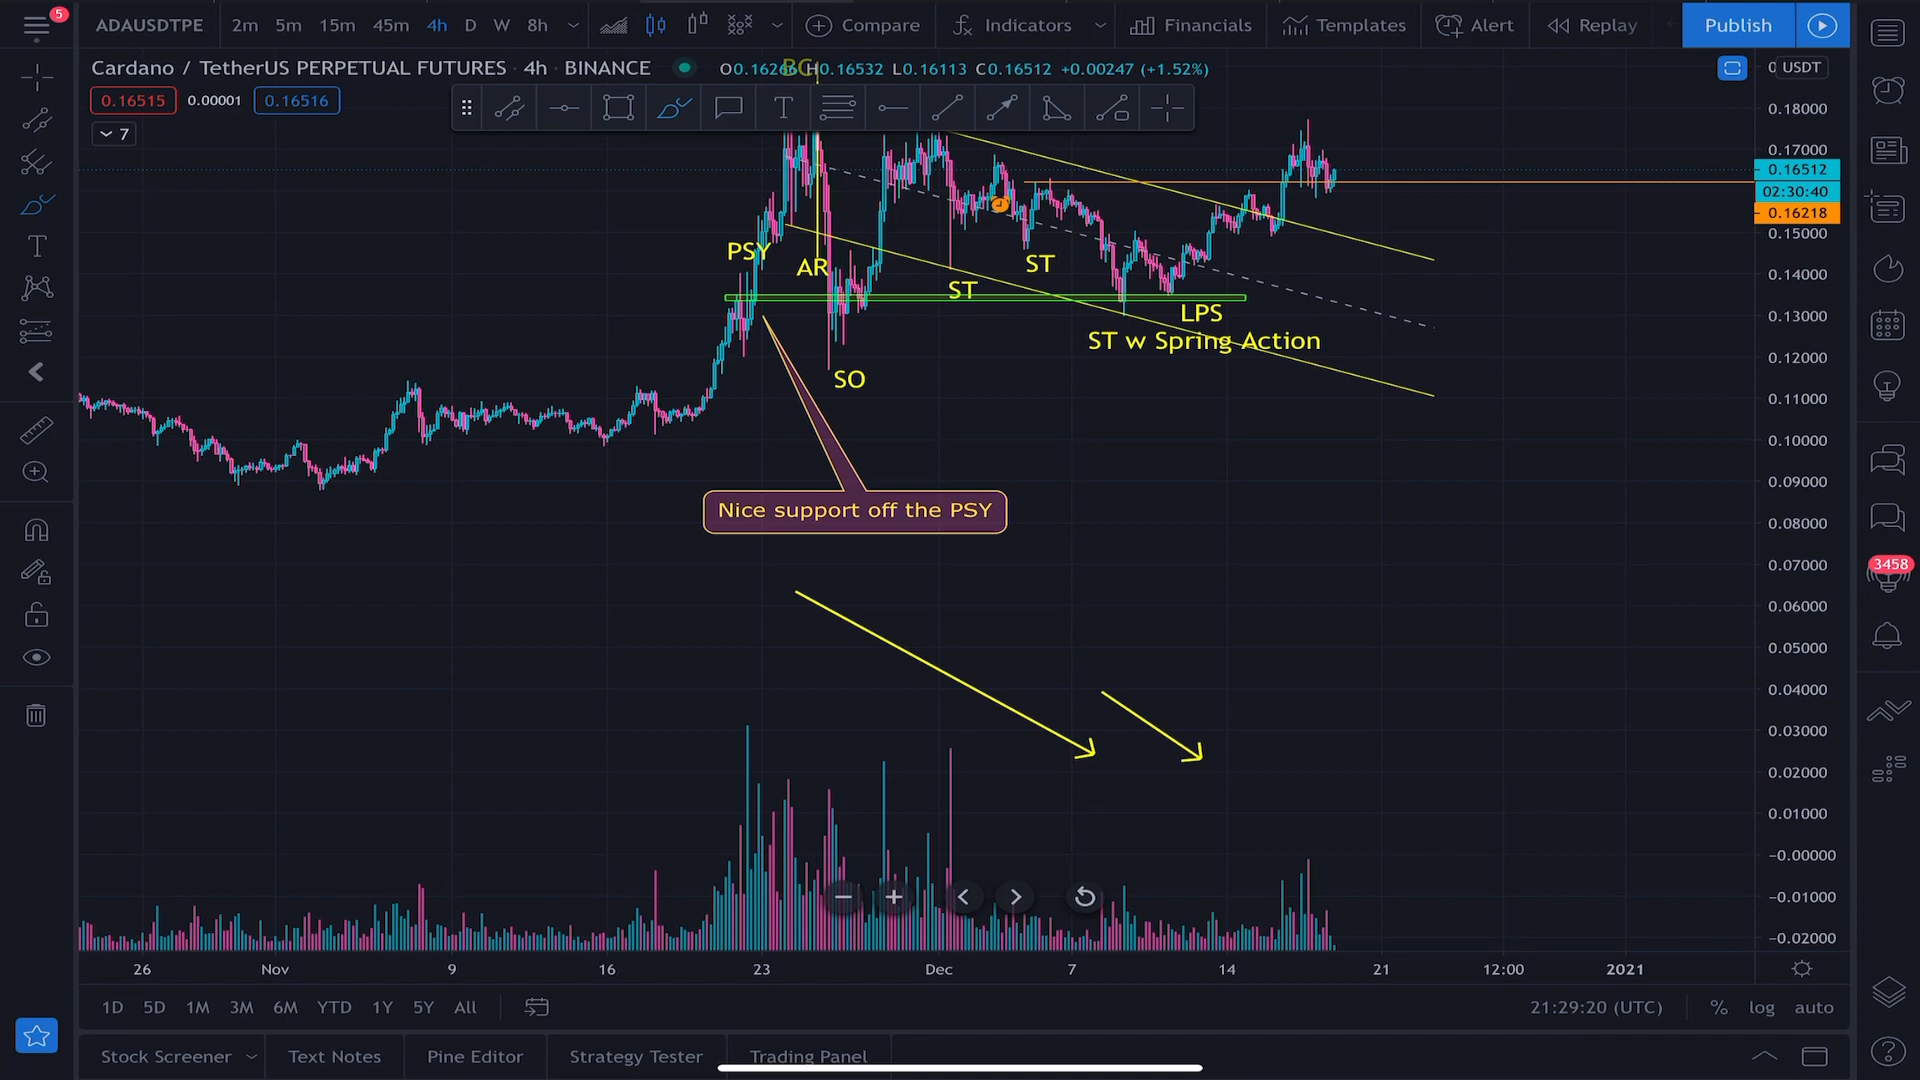 5
ADAUSDTPE 2m 5m 15m 45m 4h D W 8h Compare Indicators Financials Templates Alert Replay Publish
Cardano / TetherUS PERPETUAL FUTURES · 4h · BINANCE O0.16266 H0.16532 L0.16113 C0.16512 +0.00247 (+1.52%)
BC
USDT
0.16515 0.00001 0.16516
7
T
T
0.18000
0.17000
0.16512
02:30:40
0.16218
0.15000
0.14000
0.13000
0.12000
0.11000
0.10000
0.09000
0.08000
0.07000
0.06000
0.05000
0.04000
0.03000
0.02000
0.01000
−0.00000
−0.01000
−0.02000
PSY
AR
ST
ST
LPS
ST w Spring Action
SO
Nice support off the PSY
3458
26 Nov 9 16 23 Dec 7 14 21 12:00 2021
1D 5D 1M 3M 6M YTD 1Y 5Y All 21:29:20 (UTC) % log auto
Stock Screener Text Notes Pine Editor Strategy Tester Trading Panel